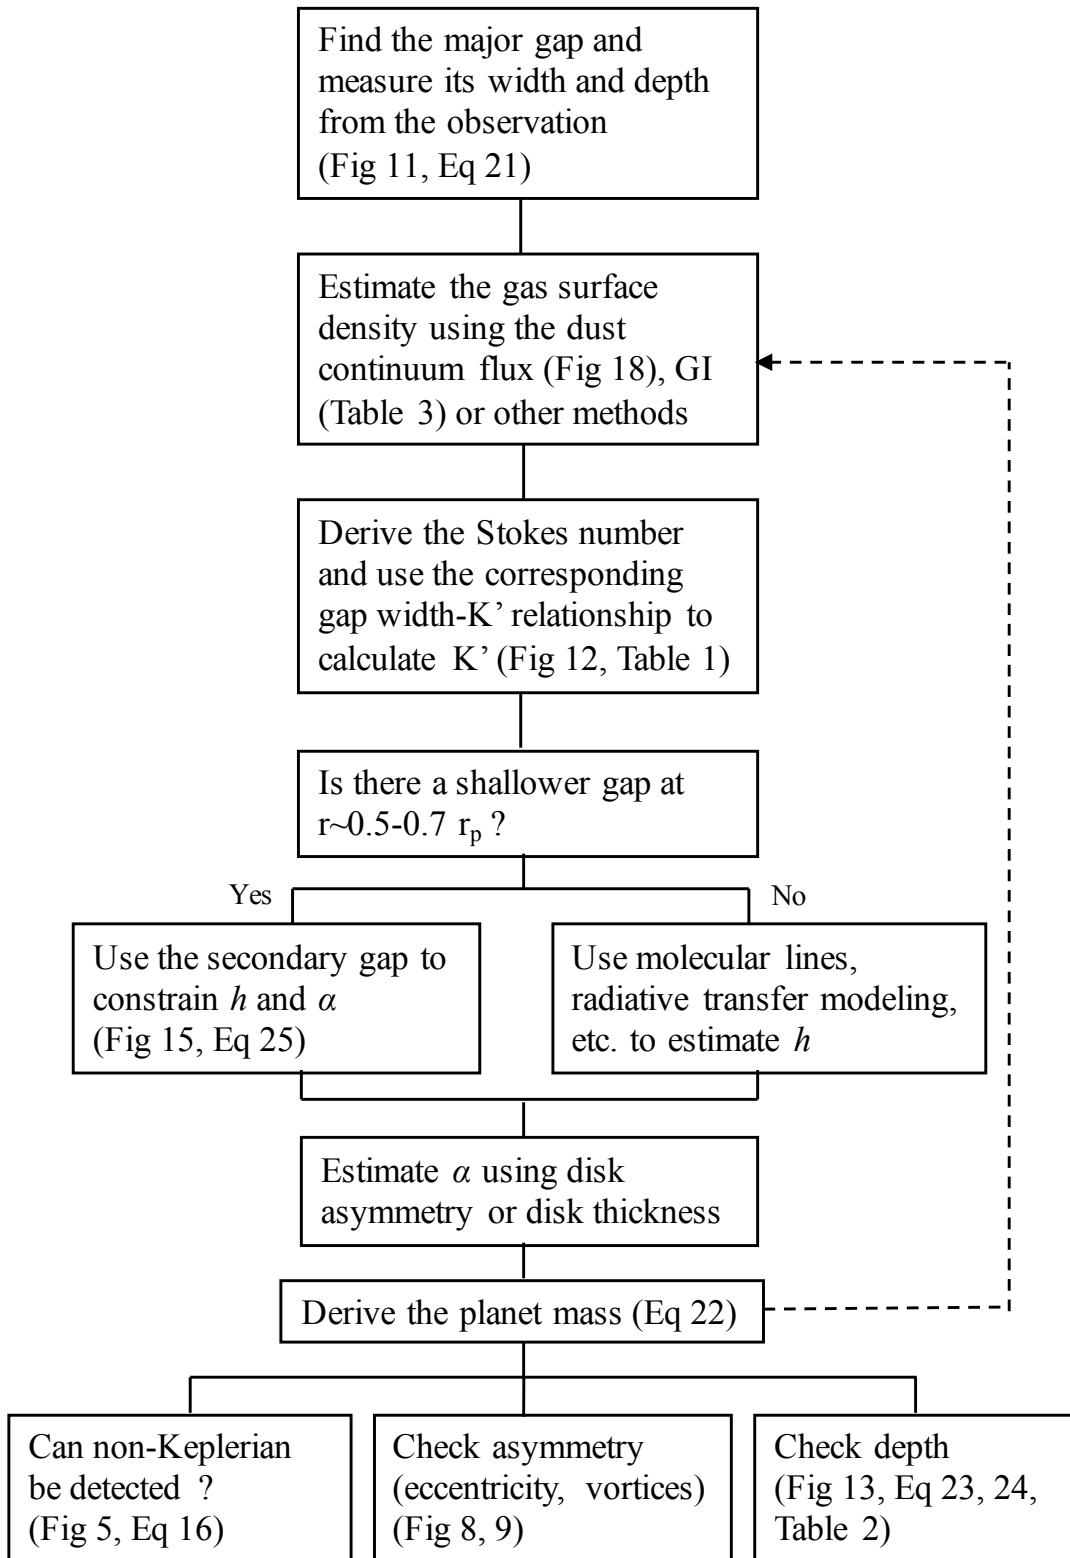 Find the major gap and
measure its width and depth
from the observation
(Fig 11, Eq 21)
Estimate the gas surface
density using the dust
continuum flux (Fig 18), GI
(Table 3) or other methods
Derive the Stokes number
and use the corresponding
gap width-K’ relationship to
calculate K’ (Fig 12, Table 1)
Is there a shallower gap at
r~0.5-0.7 rₚ ?
Yes
No
Use the secondary gap to
constrain h and α
(Fig 15, Eq 25)
Use molecular lines,
radiative transfer modeling,
etc. to estimate h
Estimate α using disk
asymmetry or disk thickness
Derive the planet mass (Eq 22)
Can non-Keplerian
be detected ?
(Fig 5, Eq 16)
Check asymmetry
(eccentricity, vortices)
(Fig 8, 9)
Check depth
(Fig 13, Eq 23, 24,
Table 2)